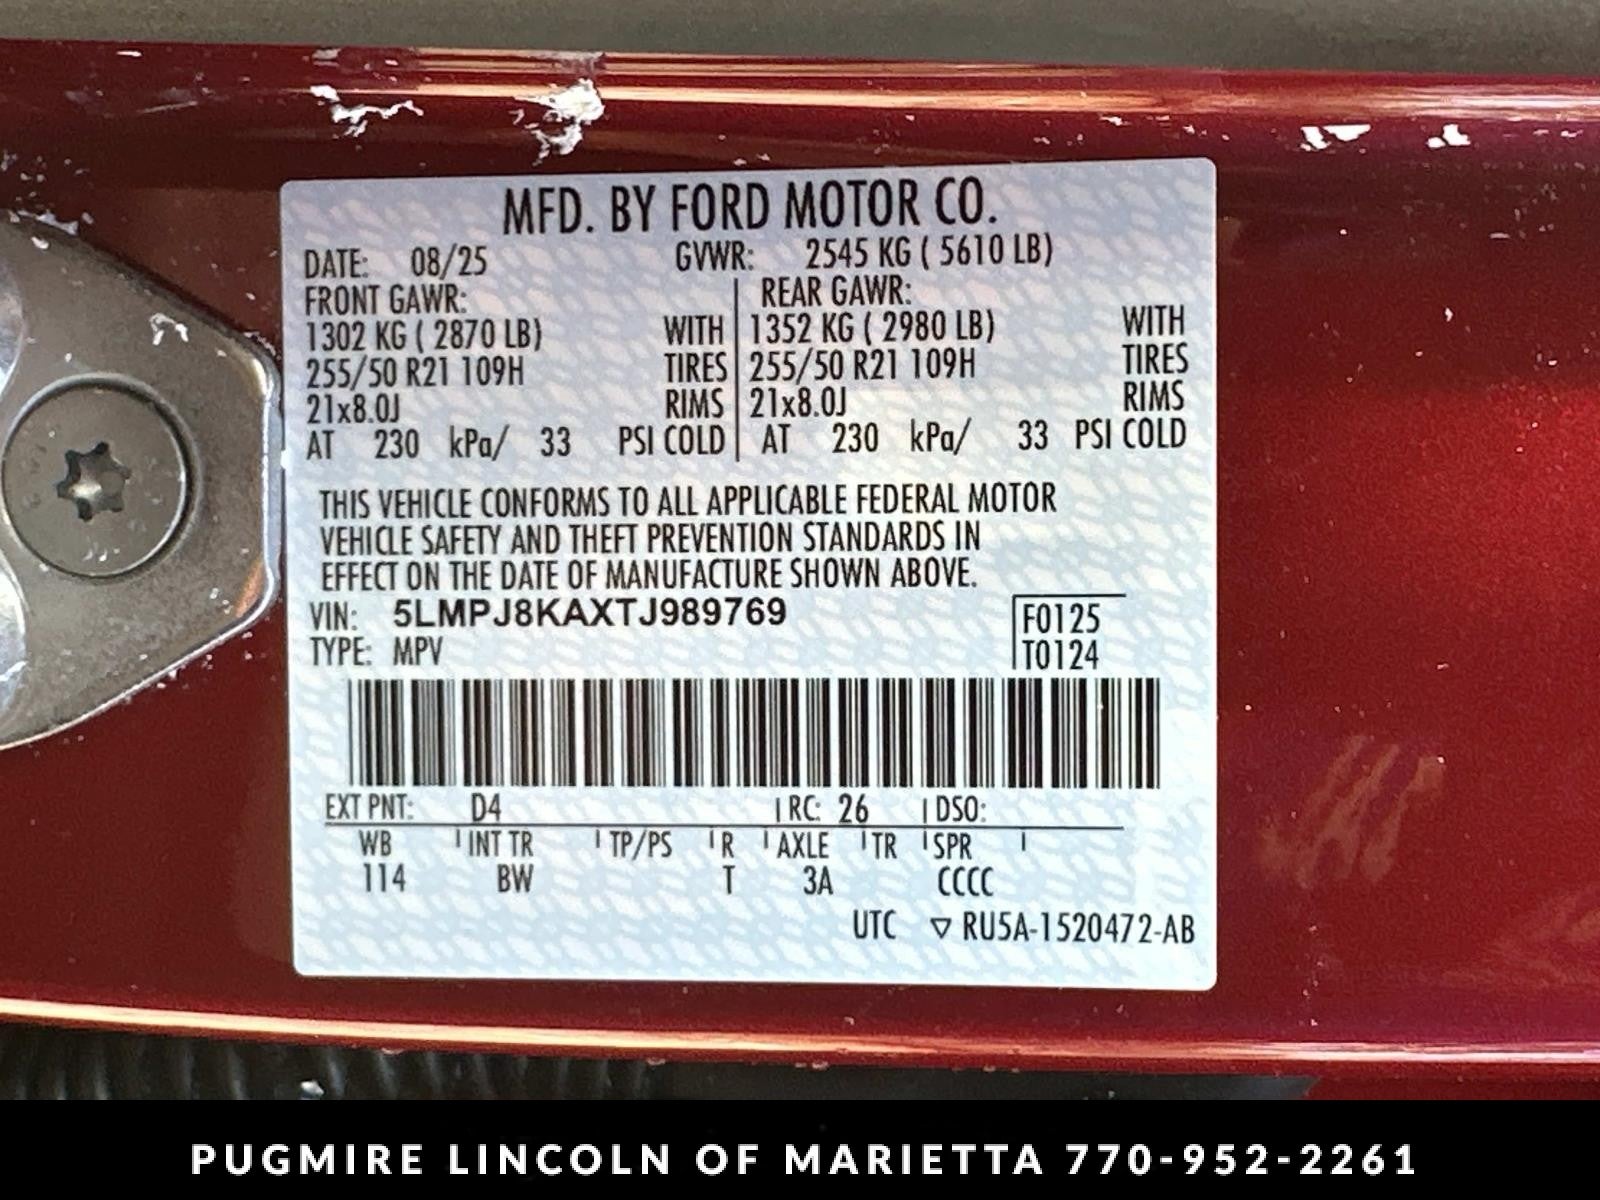 MFD. BY FORD MOTOR CO.
DATE: 08/25 GVWR: 2545 KG ( 5610 LB)
FRONT GAWR: REAR GAWR:
1302 KG ( 2870 LB) WITH 1352 KG ( 2980 LB) WITH
255/50 R21 109H TIRES 255/50 R21 109H TIRES
21x8.0J RIMS 21x8.0J RIMS
AT 230 kPa/ 33 PSI COLD AT 230 kPa/ 33 PSI COLD
THIS VEHICLE CONFORMS TO ALL APPLICABLE FEDERAL MOTOR
VEHICLE SAFETY AND THEFT PREVENTION STANDARDS IN
EFFECT ON THE DATE OF MANUFACTURE SHOWN ABOVE.
VIN: 5LMPJ8KAXTJ989769 F0125
TYPE: MPV T0124
EXT PNT: D4 RC: 26 DSO:
WB INT TR TP/PS R AXLE TR SPR
114 BW T 3A CCCC
UTC ▽ RU5A-1520472-AB
PUGMIRE LINCOLN OF MARIETTA 770-952-2261